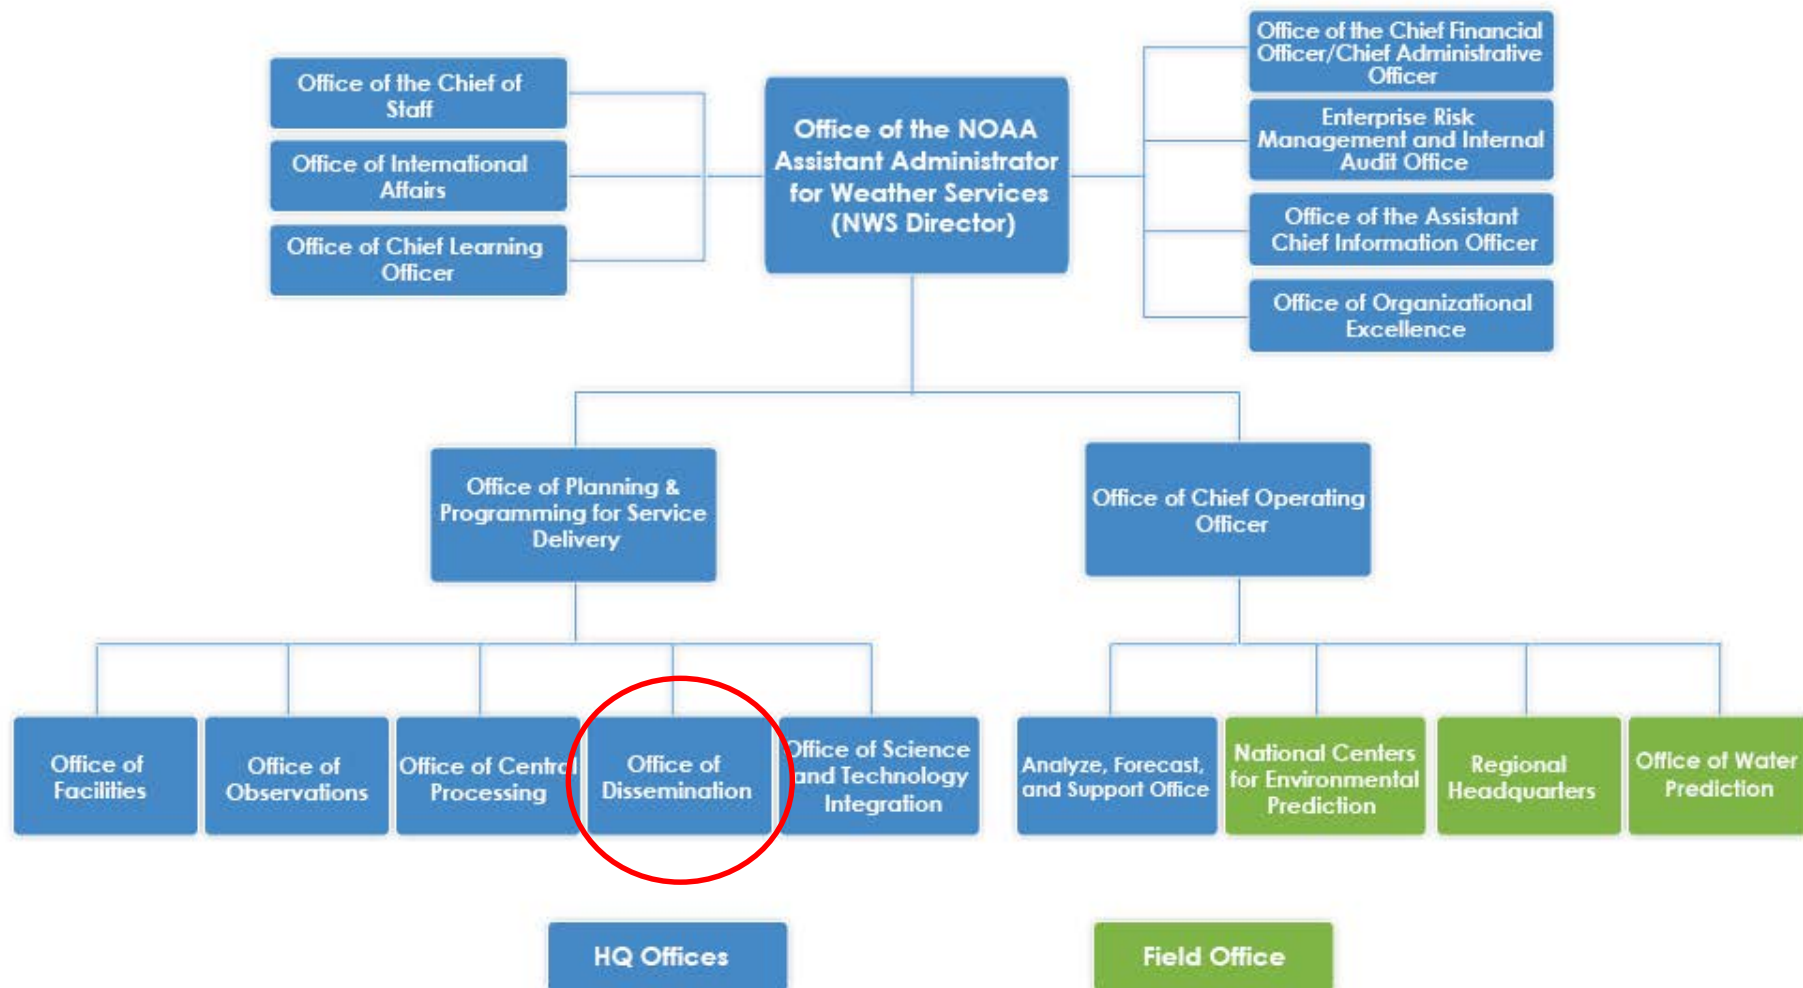 Office of the Chief of
Staff
Office of International
Affairs
Office of Chief Learning
Officer
Office of the NOAA
Assistant Administrator
for Weather Services
(NWS Director)
Office of the Chief Financial
Officer/Chief Administrative
Officer
Enterprise Risk
Management and Internal
Audit Office
Office of the Assistant
Chief Information Officer
Office of Organizational
Excellence
Office of Planning &
Programming for Service
Delivery
Office of Chief Operating
Officer
Office of
Facilities
Office of
Observations
Office of Central
Processing
Office of
Dissemination
Office of Science
and Technology
Integration
Analyze, Forecast,
and Support Office
National Centers
for Environmental
Prediction
Regional
Headquarters
Office of Water
Prediction
HQ Offices
Field Office